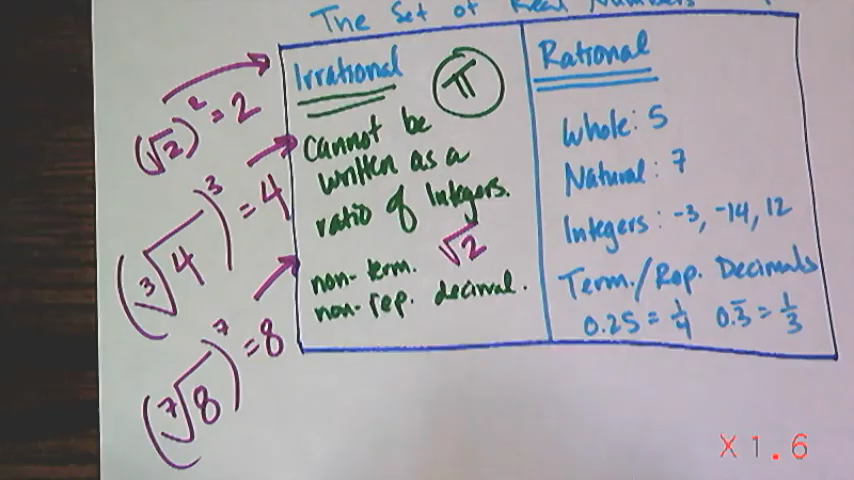 The Set of Real Numbers
Irrational
π
cannot be
written as a
ratio of Integers.
√2
non-term.
non-rep. decimal.
Rational
Whole: 5
Natural: 7
Integers: -3, -14, 12
Term./Rep. Decimals
0.25 = 1/4 0.3̅ = 1/3
(√2)² = 2
(∛4)³ = 4
(⁷√8)⁷ = 8
X1.6